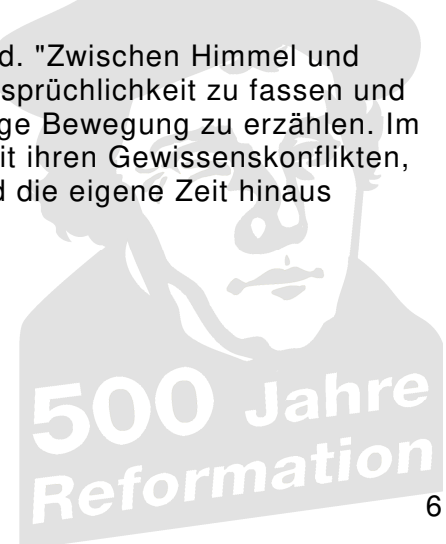 d. "Zwischen Himmel und
sprüchlichkeit zu fassen und
ge Bewegung zu erzählen. Im
it ihren Gewissenskonflikten,
d die eigene Zeit hinaus
500 Jahre
Reformation
6